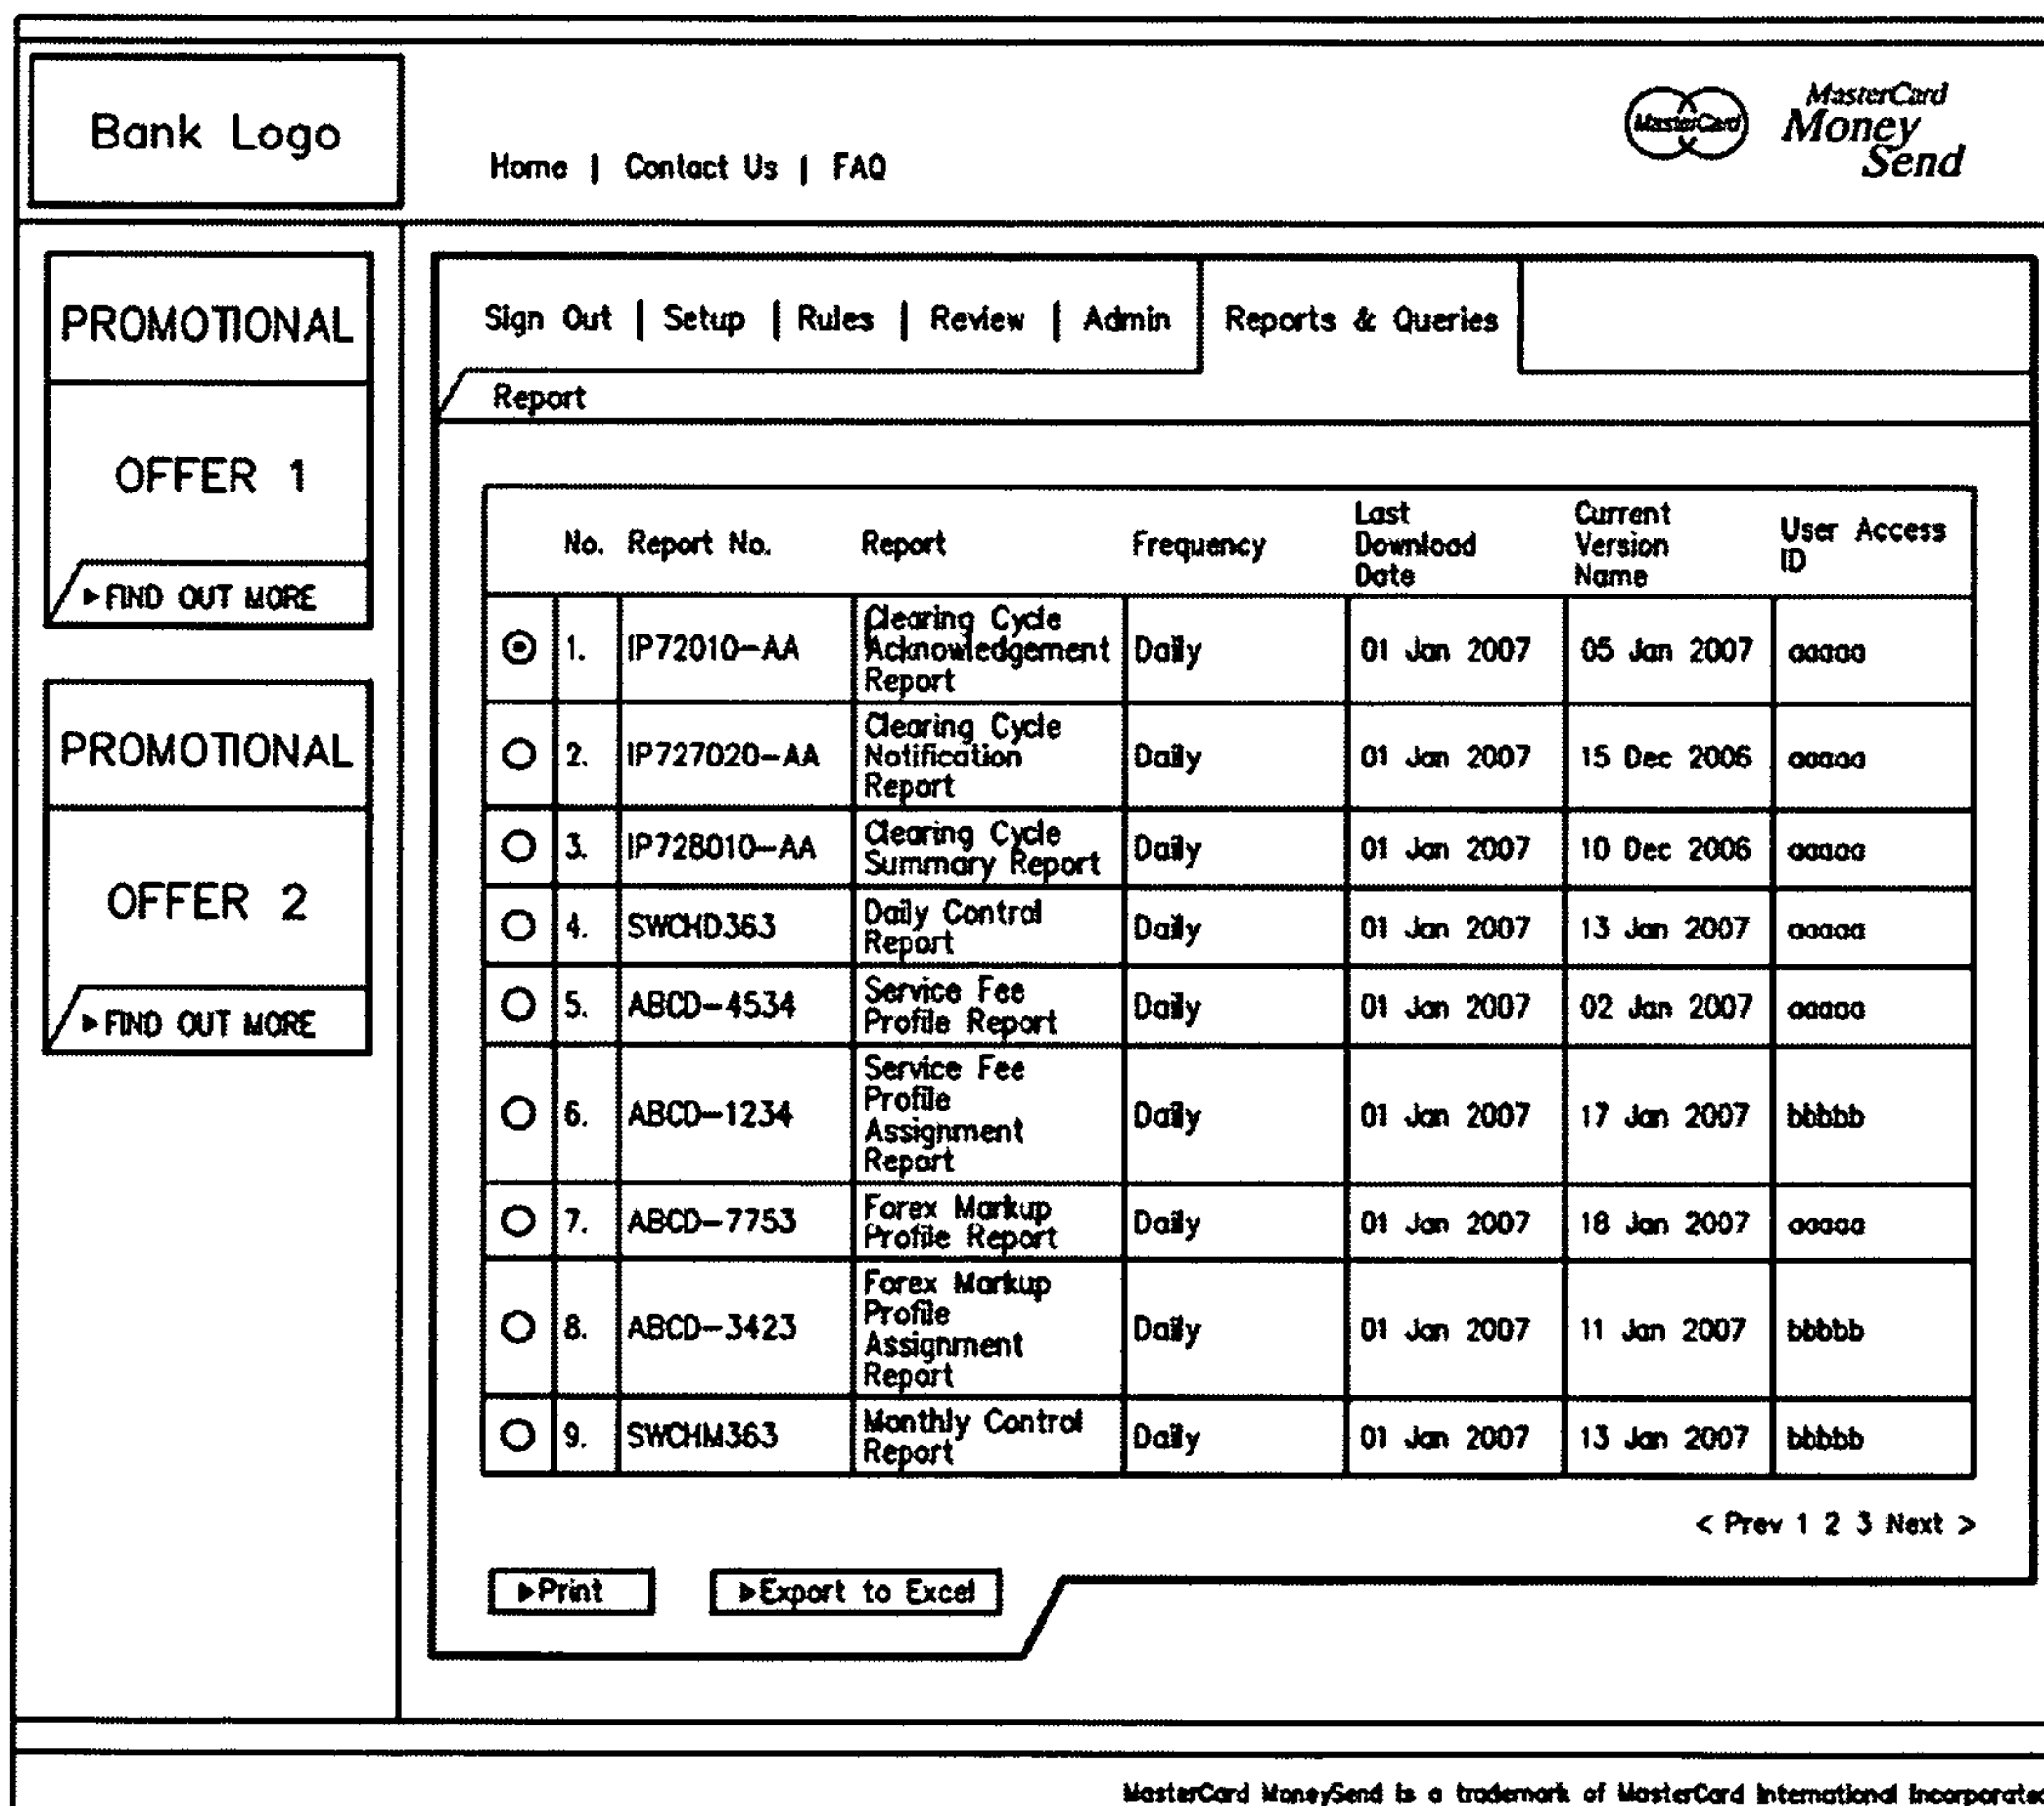 Bank Logo
Home | Contact Us | FAQ
MasterCard
MasterCard
Money
Send
PROMOTIONAL
OFFER 1
▶FIND OUT MORE
PROMOTIONAL
OFFER 2
▶FIND OUT MORE
Sign Out | Setup | Rules | Review | Admin
Reports & Queries
Report
No. Report No. Report Frequency Last Download Date Current Version Name User Access ID
1. IP72010-AA Clearing Cycle Acknowledgement Report Daily 01 Jan 2007 05 Jan 2007 aaaaa
2. IP727020-AA Clearing Cycle Notification Report Daily 01 Jan 2007 15 Dec 2006 aaaaa
3. IP728010-AA Clearing Cycle Summary Report Daily 01 Jan 2007 10 Dec 2006 aaaaa
4. SWCHD363 Daily Control Report Daily 01 Jan 2007 13 Jan 2007 aaaaa
5. ABCD-4534 Service Fee Profile Report Daily 01 Jan 2007 02 Jan 2007 aaaaa
6. ABCD-1234 Service Fee Profile Assignment Report Daily 01 Jan 2007 17 Jan 2007 bbbbb
7. ABCD-7753 Forex Markup Profile Report Daily 01 Jan 2007 18 Jan 2007 aaaaa
8. ABCD-3423 Forex Markup Profile Assignment Report Daily 01 Jan 2007 11 Jan 2007 bbbbb
9. SWCHM363 Monthly Control Report Daily 01 Jan 2007 13 Jan 2007 bbbbb
< Prev 1 2 3 Next >
▶Print
▶Export to Excel
MasterCard MoneySend is a trademark of MasterCard International Incorporated